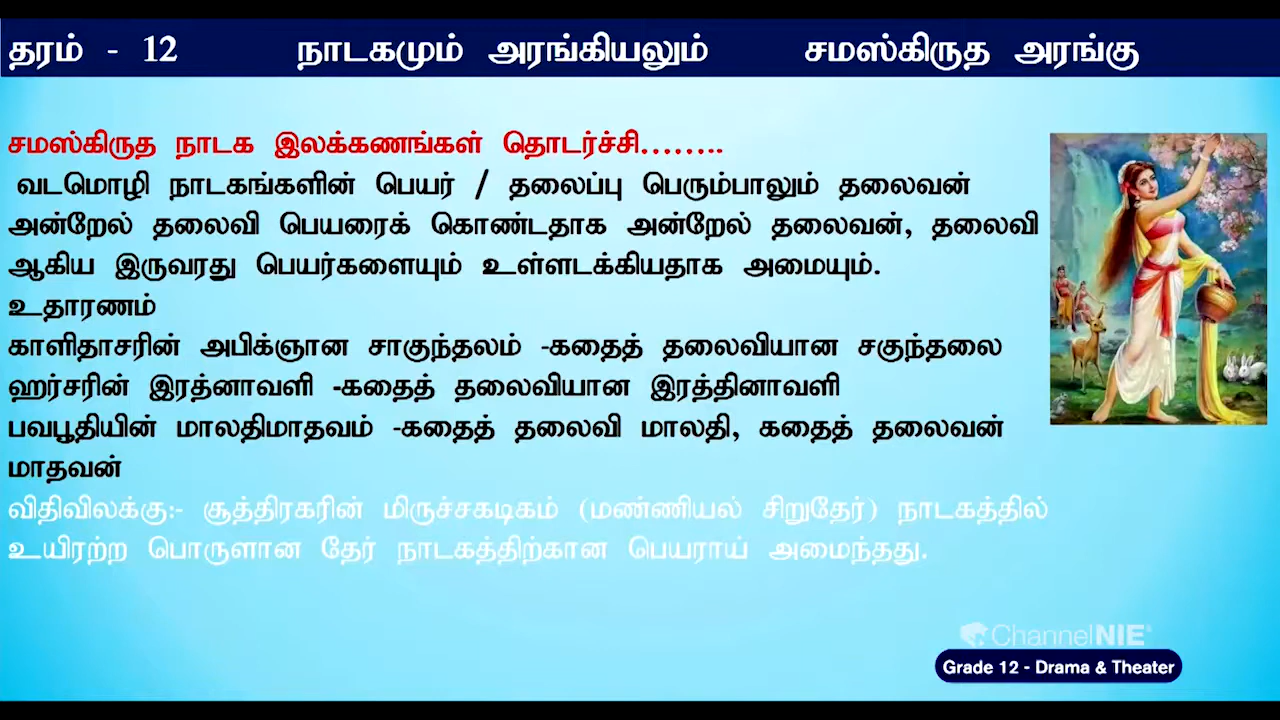 தரம் - 12 நாடகமும் அரங்கியலும் சமஸ்கிருத அரங்கு
சமஸ்கிருத நாடக இலக்கணங்கள் தொடர்ச்சி……..
வடமொழி நாடகங்களின் பெயர் / தலைப்பு பெரும்பாலும் தலைவன்
அன்றேல் தலைவி பெயரைக் கொண்டதாக அன்றேல் தலைவன், தலைவி
ஆகிய இருவரது பெயர்களையும் உள்ளடக்கியதாக அமையும்.
உதாரணம்
காளிதாசரின் அபிக்ஞான சாகுந்தலம் -கதைத் தலைவியான சகுந்தலை
ஹர்சரின் இரத்னாவளி -கதைத் தலைவியான இரத்தினாவளி
பவபூதியின் மாலதிமாதவம் -கதைத் தலைவி மாலதி, கதைத் தலைவன்
மாதவன்
விதிவிலக்கு:- சூத்திரகரின் மிருச்சகடிகம் (மண்ணியல் சிறுதேர்) நாடகத்தில்
உயிரற்ற பொருளான தேர் நாடகத்திற்கான பெயராய் அமைந்தது.
ChannelNIE
Grade 12 - Drama & Theater